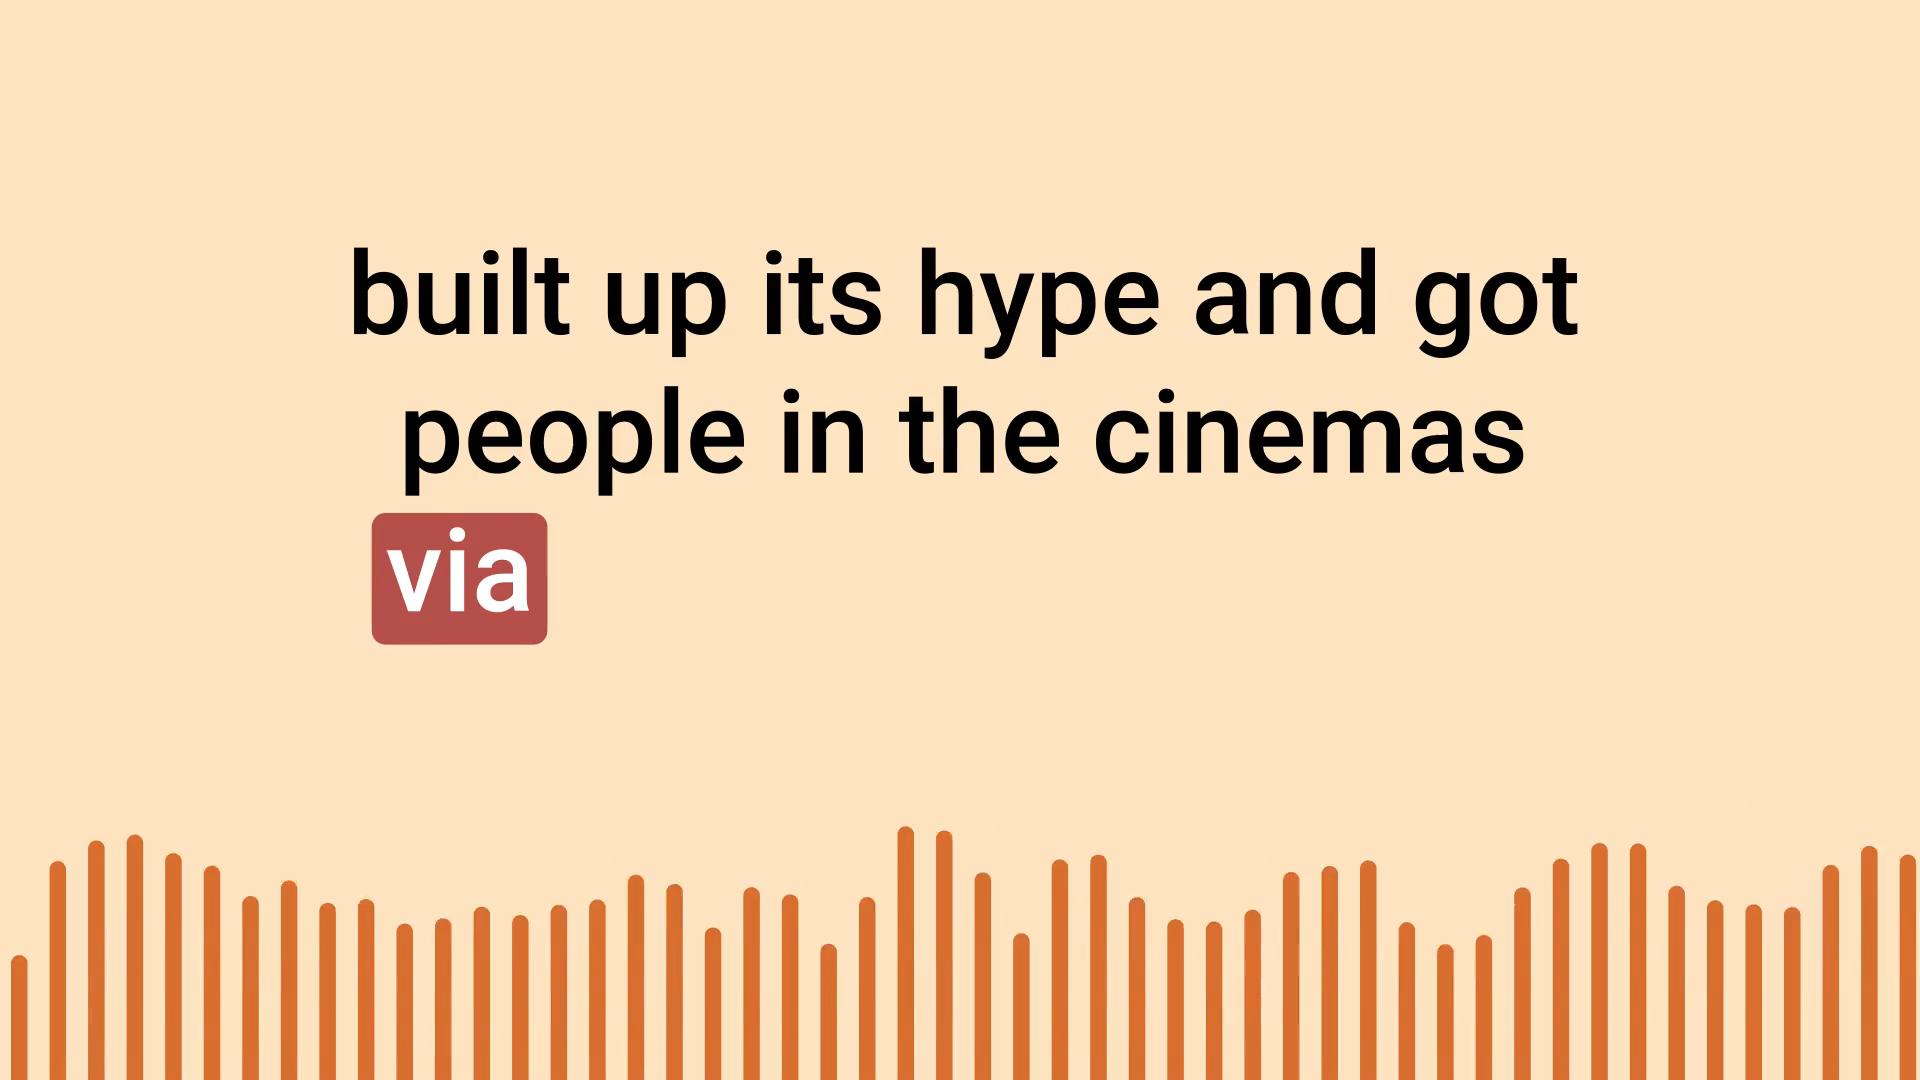 built up its hype and got
people in the cinemas
via